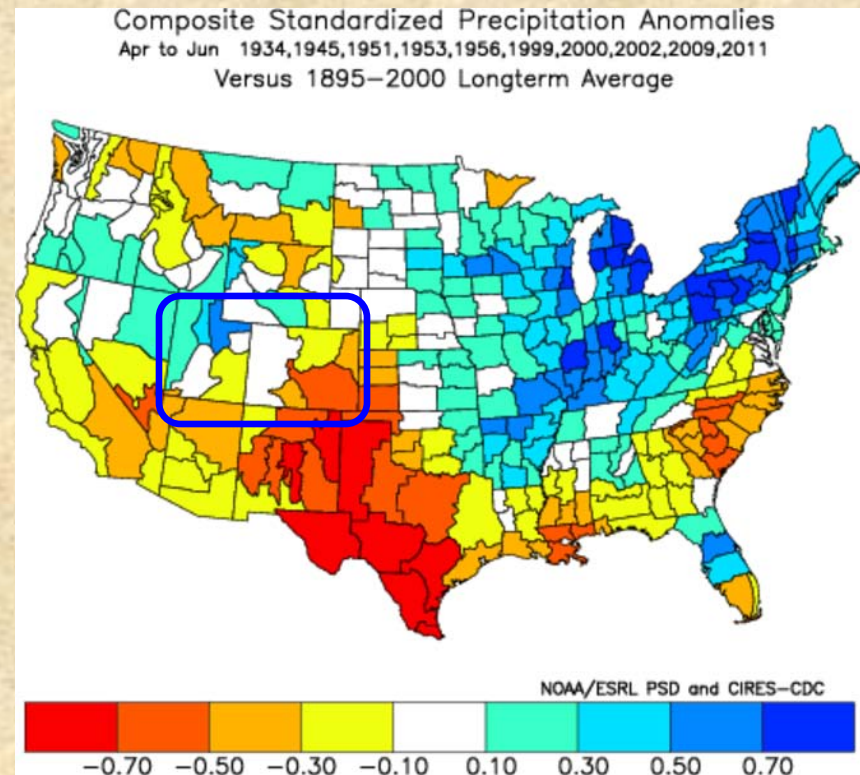 Composite Standardized Precipitation Anomalies
Apr to Jun 1934,1945,1951,1953,1956,1999,2000,2002,2009,2011
Versus 1895−2000 Longterm Average
NOAA/ESRL PSD and CIRES−CDC
−0.70 −0.50 −0.30 −0.10 0.10 0.30 0.50 0.70